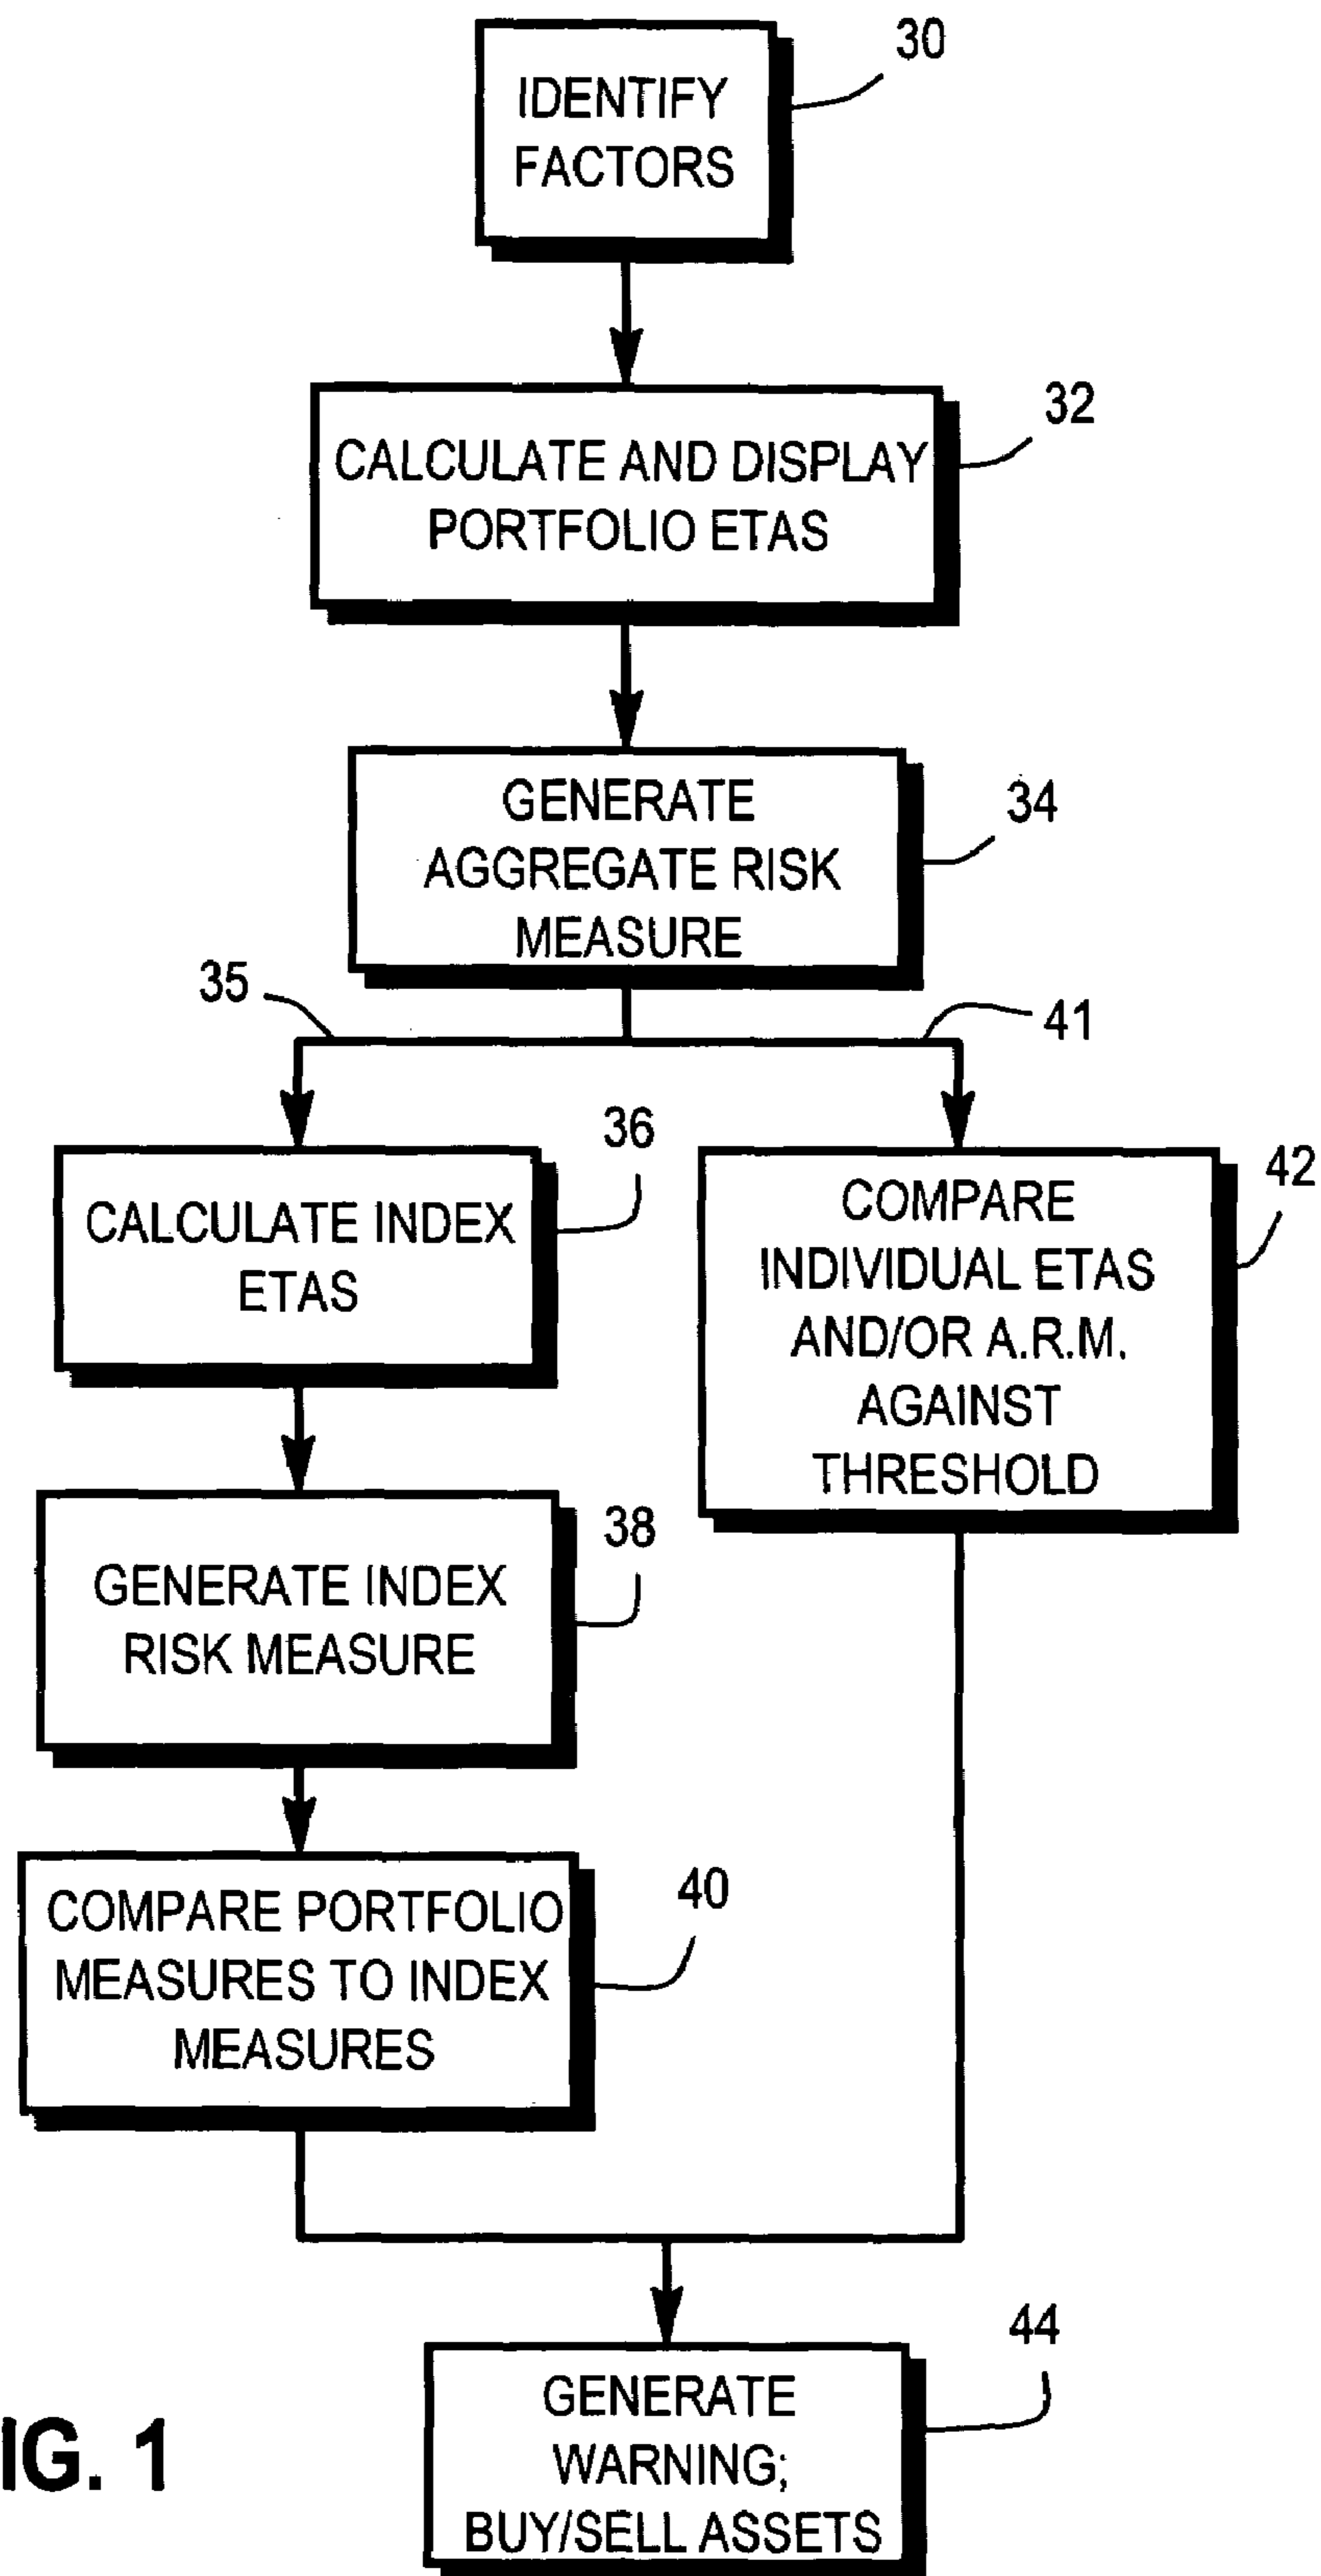 30
IDENTIFY
FACTORS
32
CALCULATE AND DISPLAY
PORTFOLIO ETAS
34
GENERATE
AGGREGATE RISK
MEASURE
35
41
36
CALCULATE INDEX
ETAS
42
COMPARE
INDIVIDUAL ETAS
AND/OR A.R.M.
AGAINST
THRESHOLD
38
GENERATE INDEX
RISK MEASURE
40
COMPARE PORTFOLIO
MEASURES TO INDEX
MEASURES
44
GENERATE
WARNING;
BUY/SELL ASSETS
IG. 1